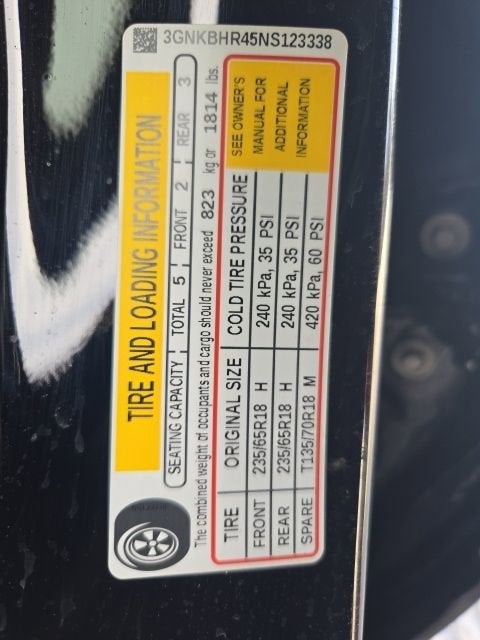 3GNKBHR45NS123338
TIRE AND LOADING INFORMATION
SEATING CAPACITY TOTAL 5 FRONT 2 REAR 3
The combined weight of occupants and cargo should never exceed 823 kg or 1814 lbs.
TIRE ORIGINAL SIZE COLD TIRE PRESSURE
FRONT 235/65R18 H 240 kPa, 35 PSI
REAR 235/65R18 H 240 kPa, 35 PSI
SPARE T135/70R18 M 420 kPa, 60 PSI
SEE OWNER'S
MANUAL FOR
ADDITIONAL
INFORMATION